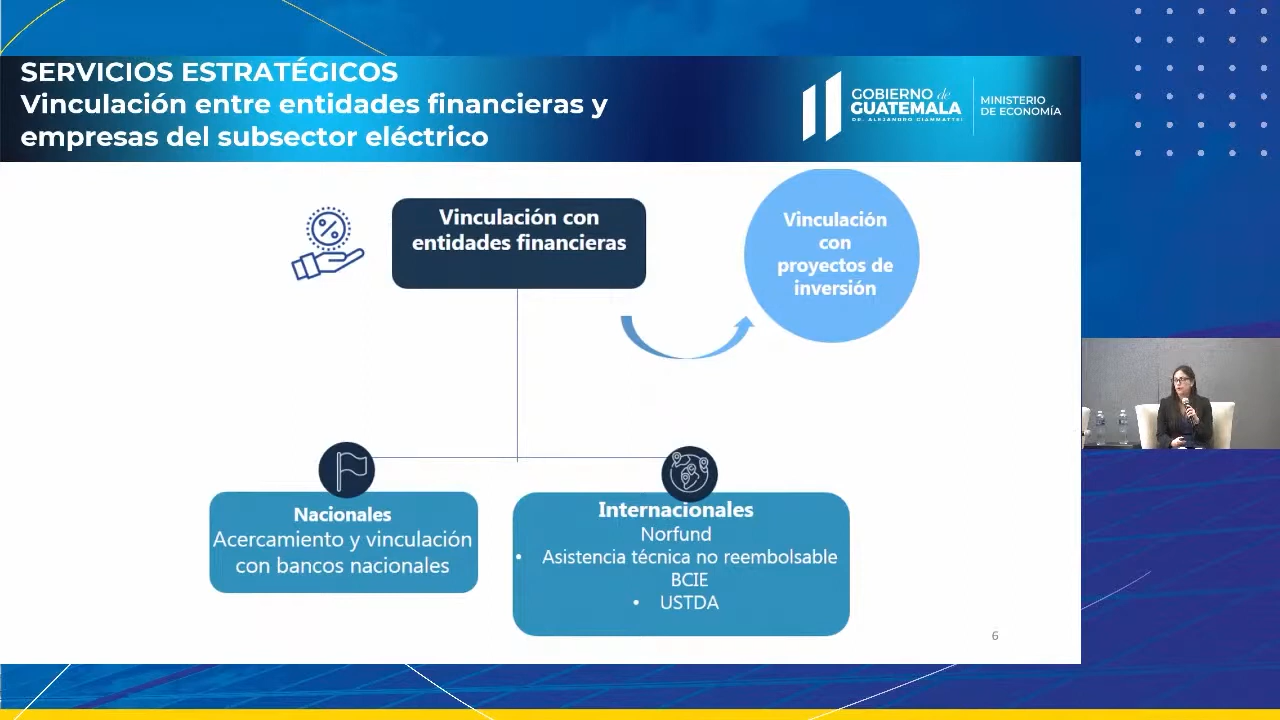 SERVICIOS ESTRATÉGICOS
Vinculación entre entidades financieras y
empresas del subsector eléctrico
GOBIERNO de
GUATEMALA
DR. ALEJANDRO GIAMMATTEI
MINISTERIO
DE ECONOMÍA
Vinculación con
entidades financieras
Vinculación
con
proyectos de
inversión
Nacionales
Acercamiento y vinculación
con bancos nacionales
Internacionales
Norfund
• Asistencia técnica no reembolsable
BCIE
• USTDA
6